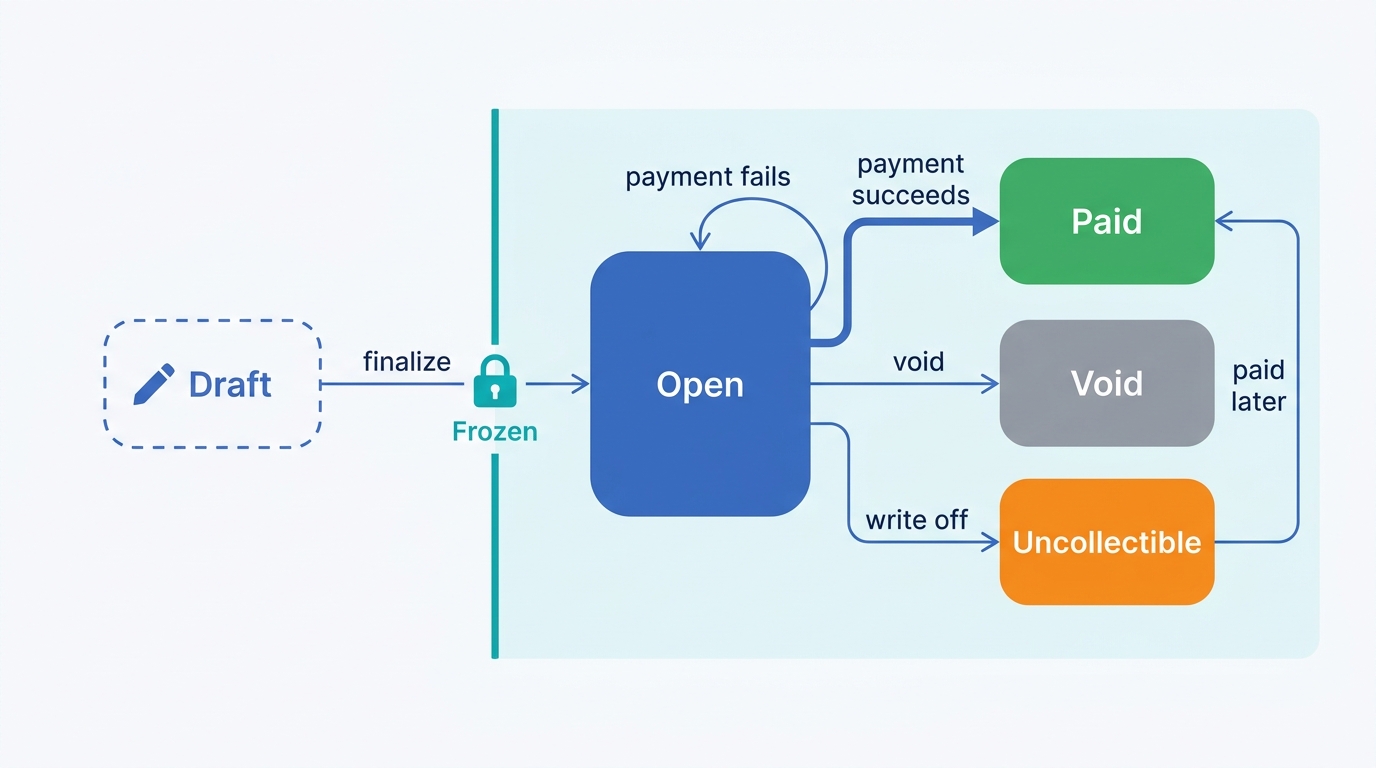 Draft
finalize
Frozen
payment fails
Open
payment
succeeds
void
write off
Paid
Void
Uncollectible
paid
later